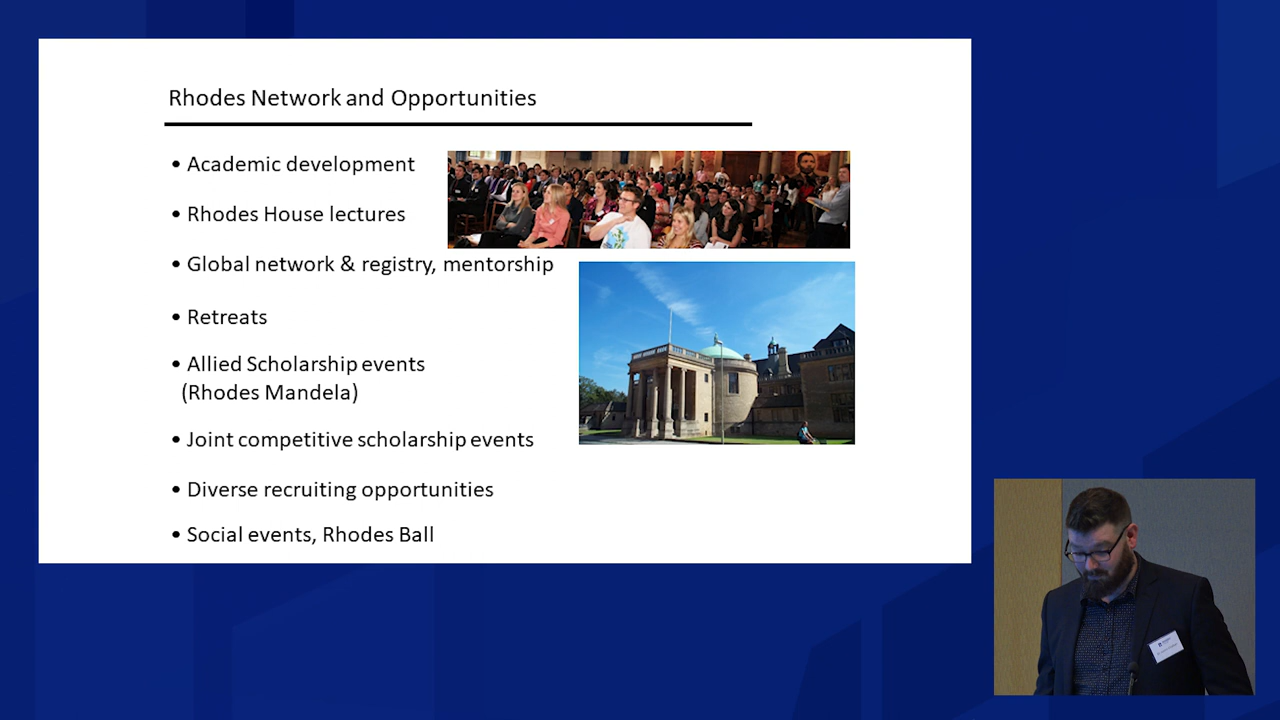 Rhodes Network and Opportunities
• Academic development
• Rhodes House lectures
• Global network & registry, mentorship
• Retreats
• Allied Scholarship events
(Rhodes Mandela)
• Joint competitive scholarship events
• Diverse recruiting opportunities
• Social events, Rhodes Ball